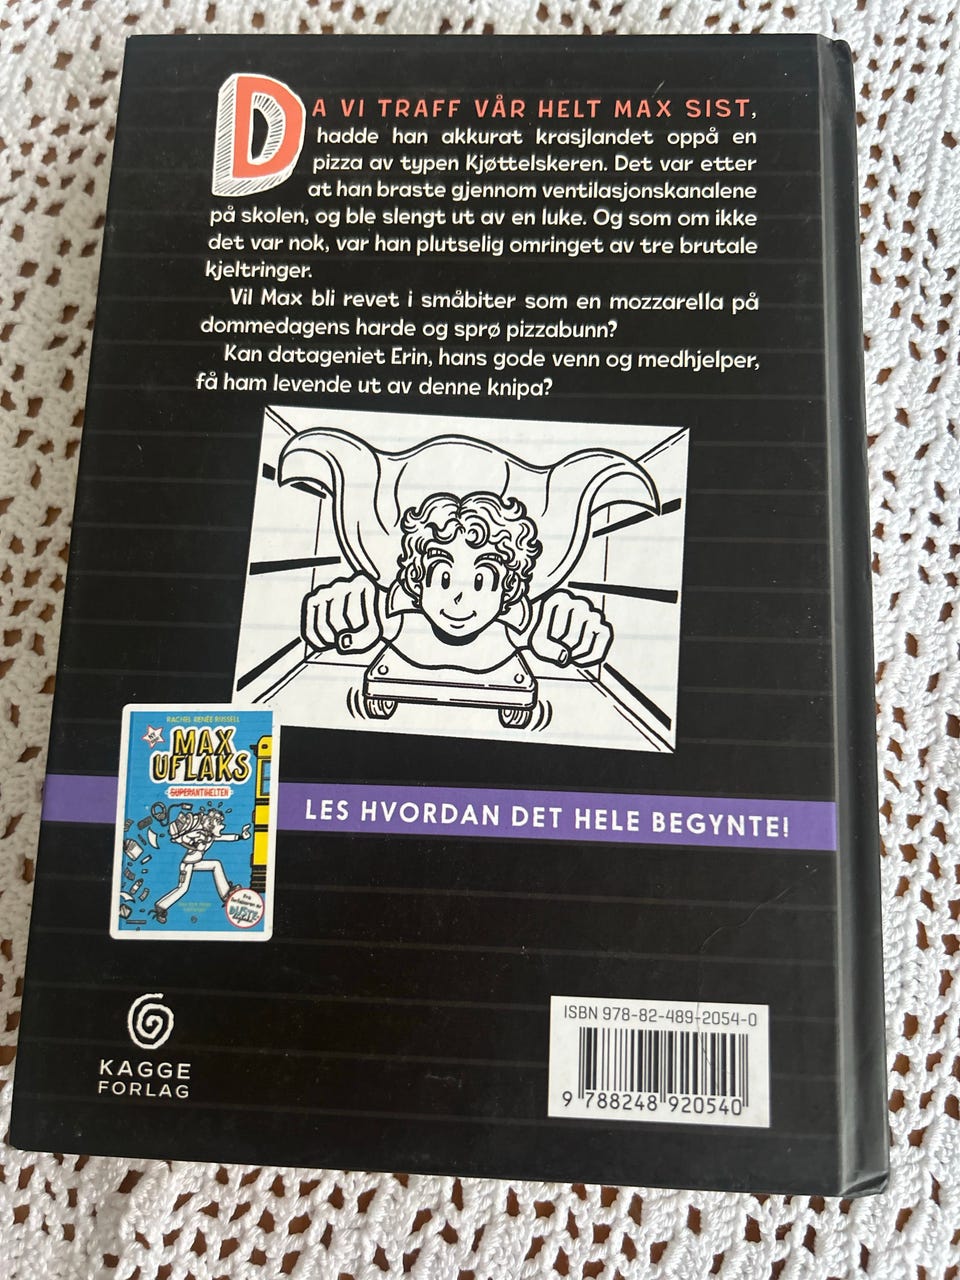 DA VI TRAFF VÅR HELT MAX SIST,
hadde han akkurat krasjlandet oppå en
pizza av typen Kjøttelskeren. Det var etter
at han braste gjennom ventilasjonskanalene
på skolen, og ble slengt ut av en luke. Og som om ikke
det var nok, var han plutselig omringet av tre brutale
kjeltringer.
Vil Max bli revet i småbiter som en mozzarella på
dommedagens harde og sprø pizzabunn?
Kan datageniet Erin, hans gode venn og medhjelper,
få ham levende ut av denne knipa?
RACHEL RENÉE RUSSELL
MAX
UFLAKS
SUPERANTIHELTEN
Fra
forfatteren av
LES HVORDAN DET HELE BEGYNTE!
KAGGE
FORLAG
ISBN 978-82-489-2054-0
9 788248 920540